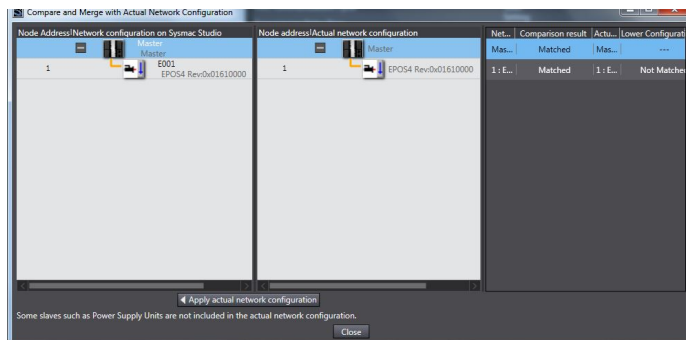 Compare and Merge with Actual Network Configuration
Node Address|Network configuration on Sysmac Studio
Master
Master
1
E001
EPOS4 Rev:0x01610000
Node address|Actual network configuration
Master
1
EPOS4 Rev:0x01610000
Net... Comparison result Actu... Lower Configurati
Mas... Matched Mas... ---
1 : E... Matched 1 : E... Not Matche
Apply actual network configuration
Some slaves such as Power Supply Units are not included in the actual network configuration.
Close